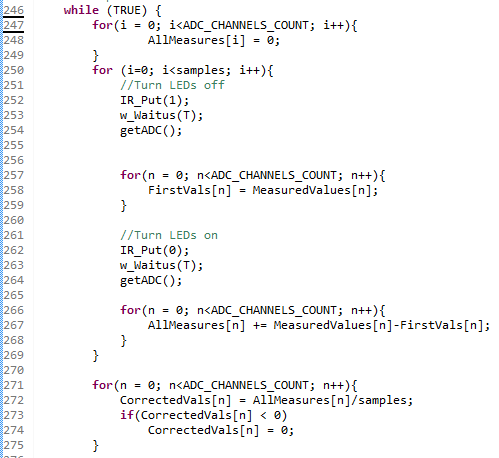 246 while (TRUE) {
247 for(i = 0; i<ADC_CHANNELS_COUNT; i++){
248 AllMeasures[i] = 0;
249 }
250 for (i=0; i<samples; i++){
251 //Turn LEDs off
252 IR_Put(1);
253 w_Waitus(T);
254 getADC();
255
256
257 for(n = 0; n<ADC_CHANNELS_COUNT; n++){
258 FirstVals[n] = MeasuredValues[n];
259 }
260
261 //Turn LEDs on
262 IR_Put(0);
263 w_Waitus(T);
264 getADC();
265
266 for(n = 0; n<ADC_CHANNELS_COUNT; n++){
267 AllMeasures[n] += MeasuredValues[n]-FirstVals[n];
268 }
269 }
270
271 for(n = 0; n<ADC_CHANNELS_COUNT; n++){
272 CorrectedVals[n] = AllMeasures[n]/samples;
273 if(CorrectedVals[n] < 0)
274 CorrectedVals[n] = 0;
275 }